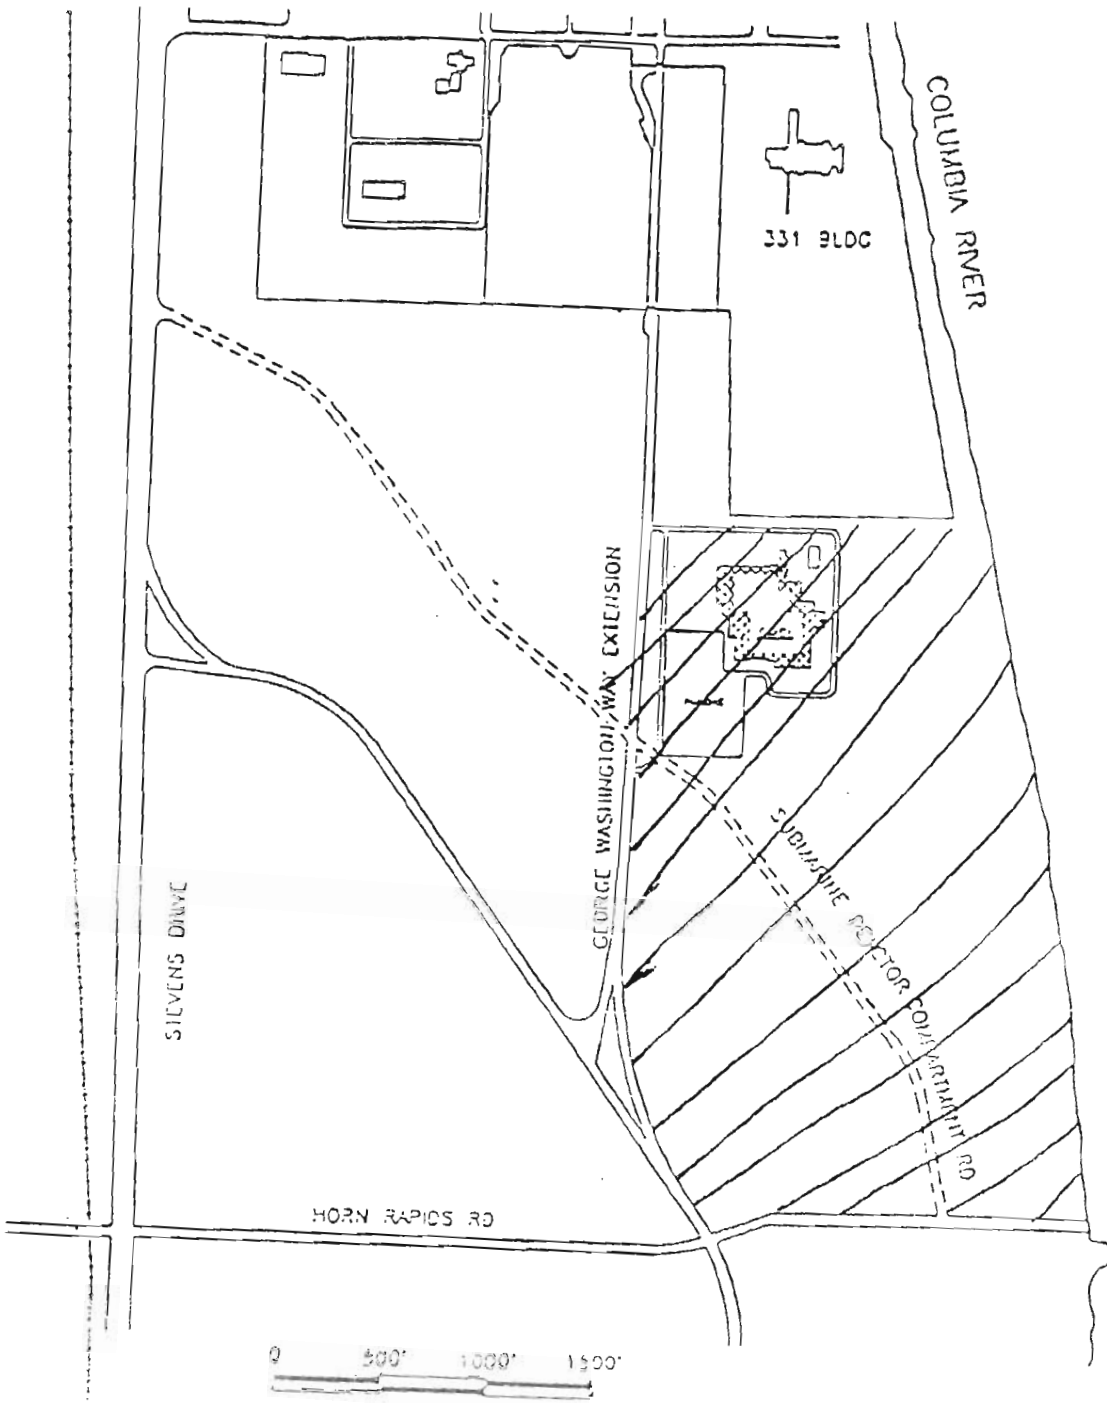 COLUMBIA RIVER
331 BLDG
GEORGE WASHINGTON WAY EXTENSION
SUBMARINE REACTOR COMPARTMENT RD
STEVENS DRIVE
HORN RAPIDS RD
0 500' 1000' 1500'